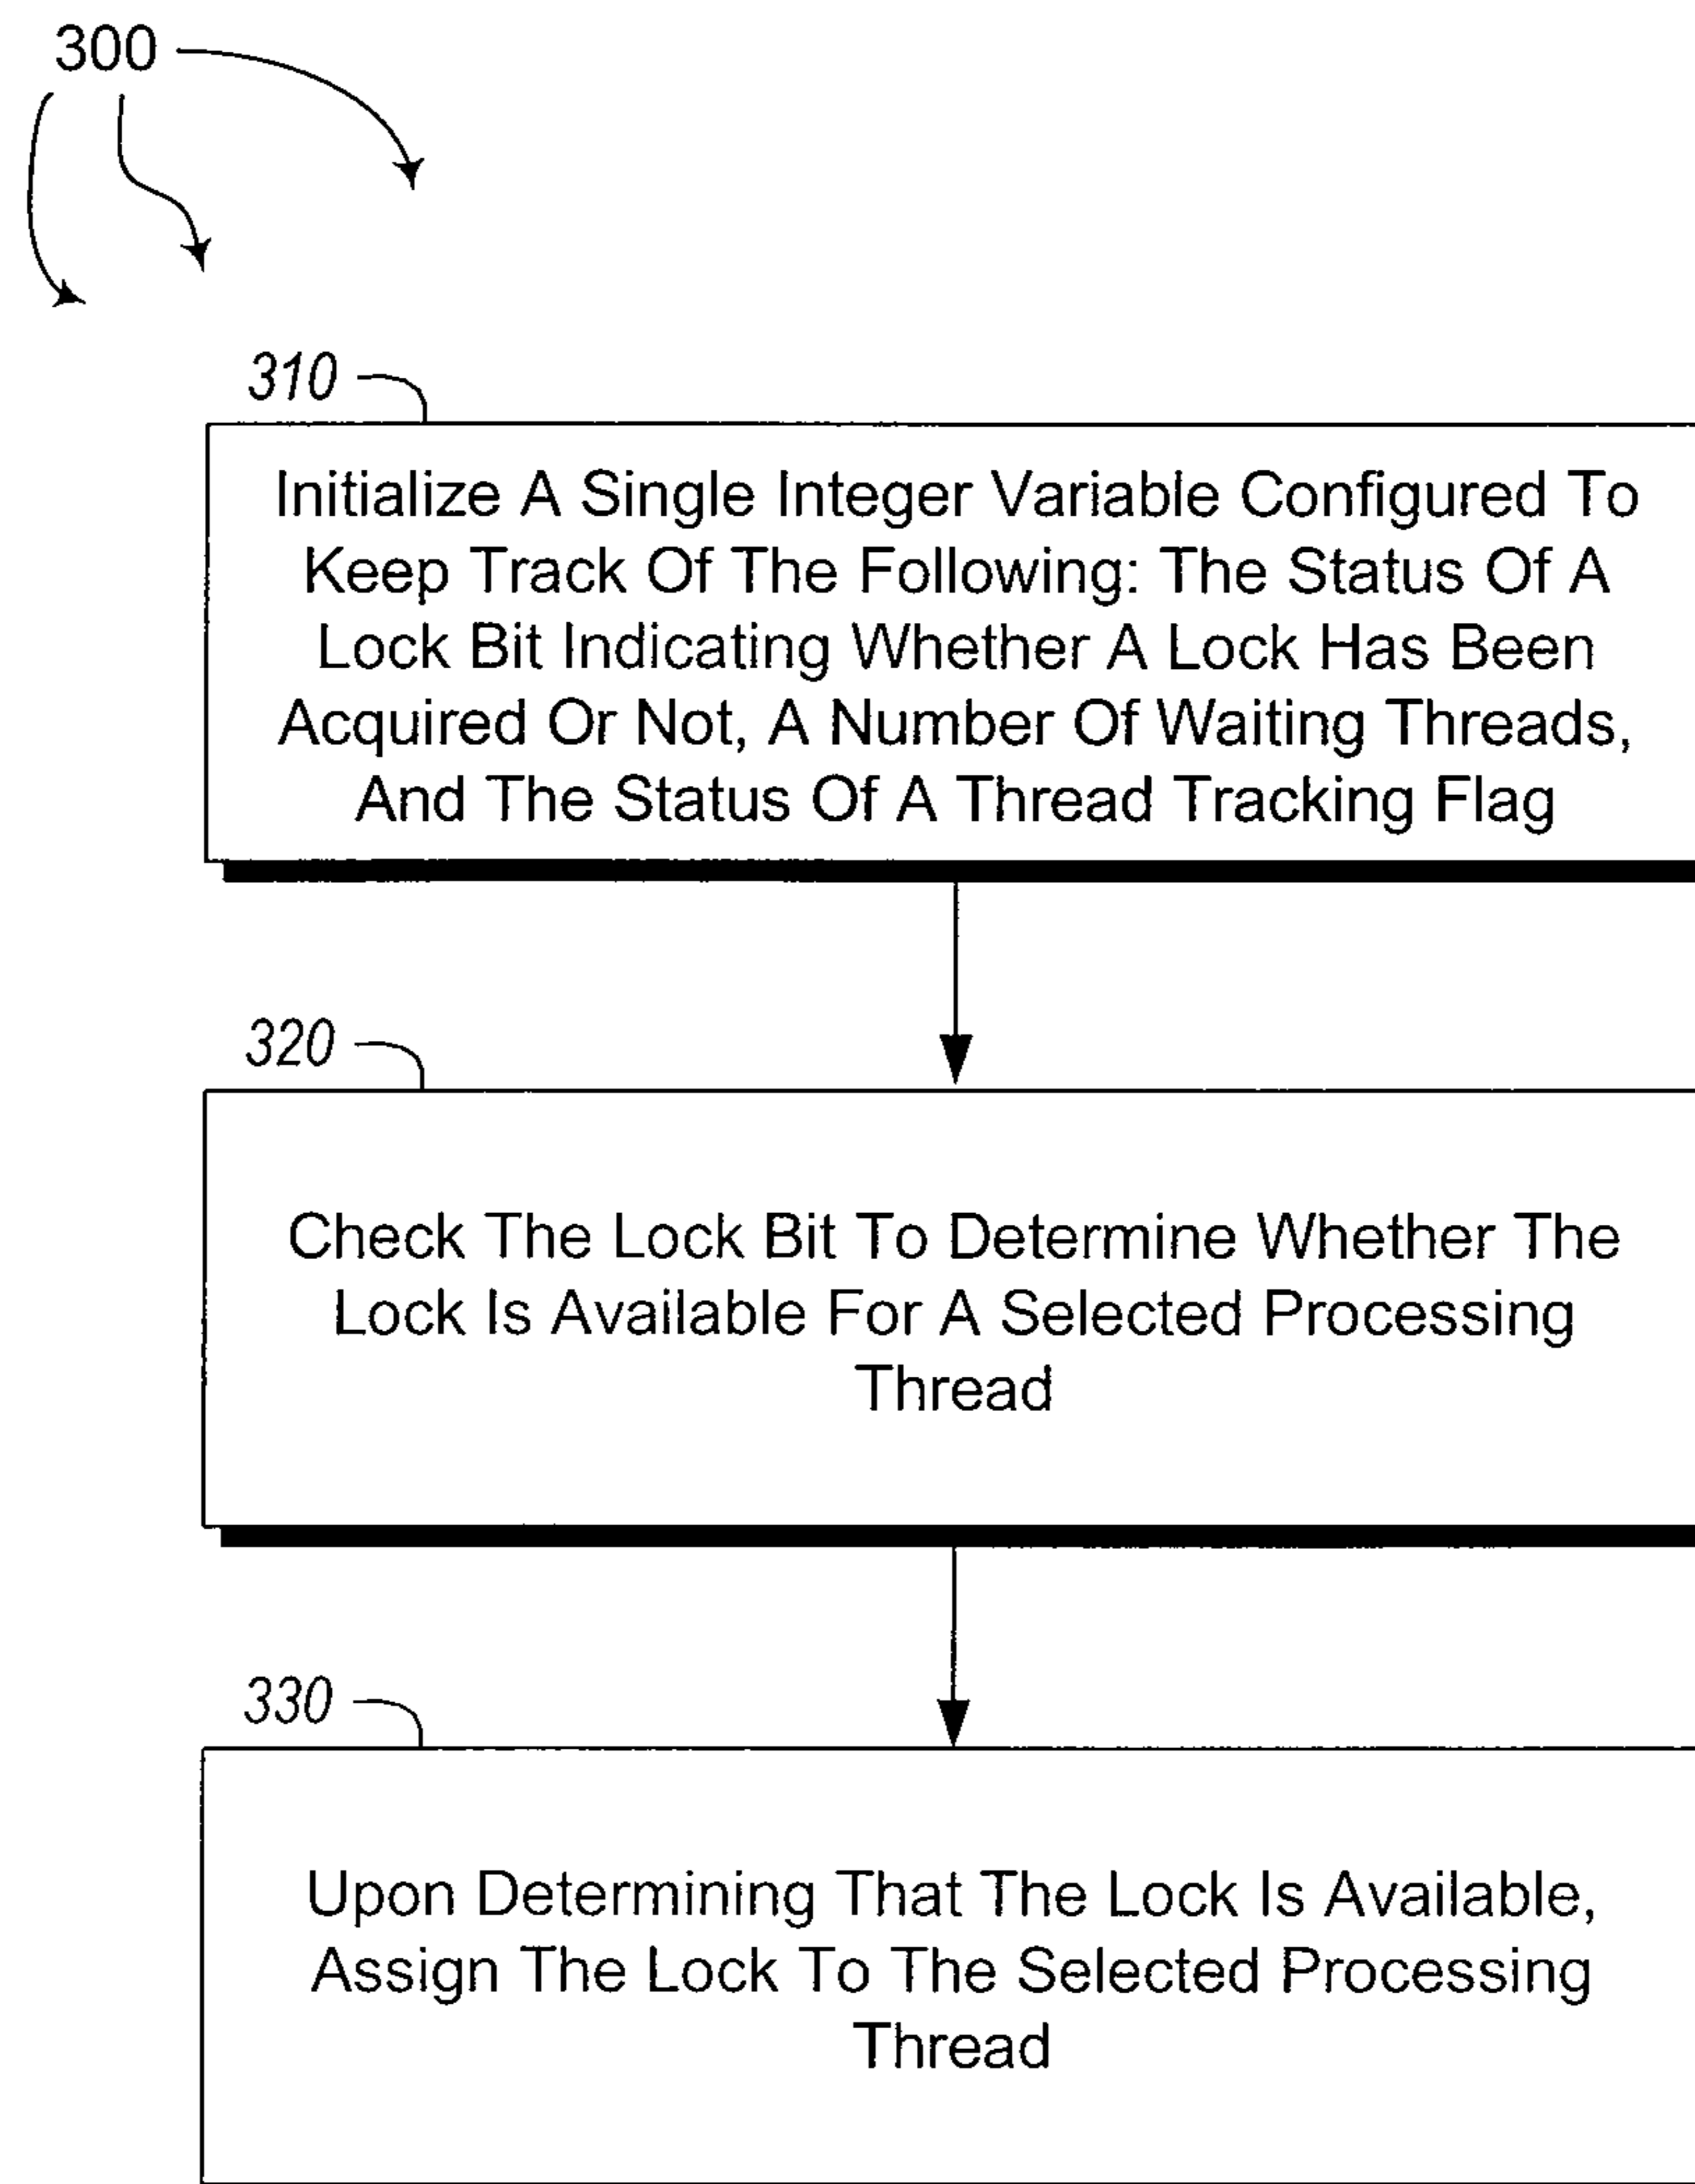 300
310
Initialize A Single Integer Variable Configured To
Keep Track Of The Following: The Status Of A
Lock Bit Indicating Whether A Lock Has Been
Acquired Or Not, A Number Of Waiting Threads,
And The Status Of A Thread Tracking Flag
320
Check The Lock Bit To Determine Whether The
Lock Is Available For A Selected Processing
Thread
330
Upon Determining That The Lock Is Available,
Assign The Lock To The Selected Processing
Thread